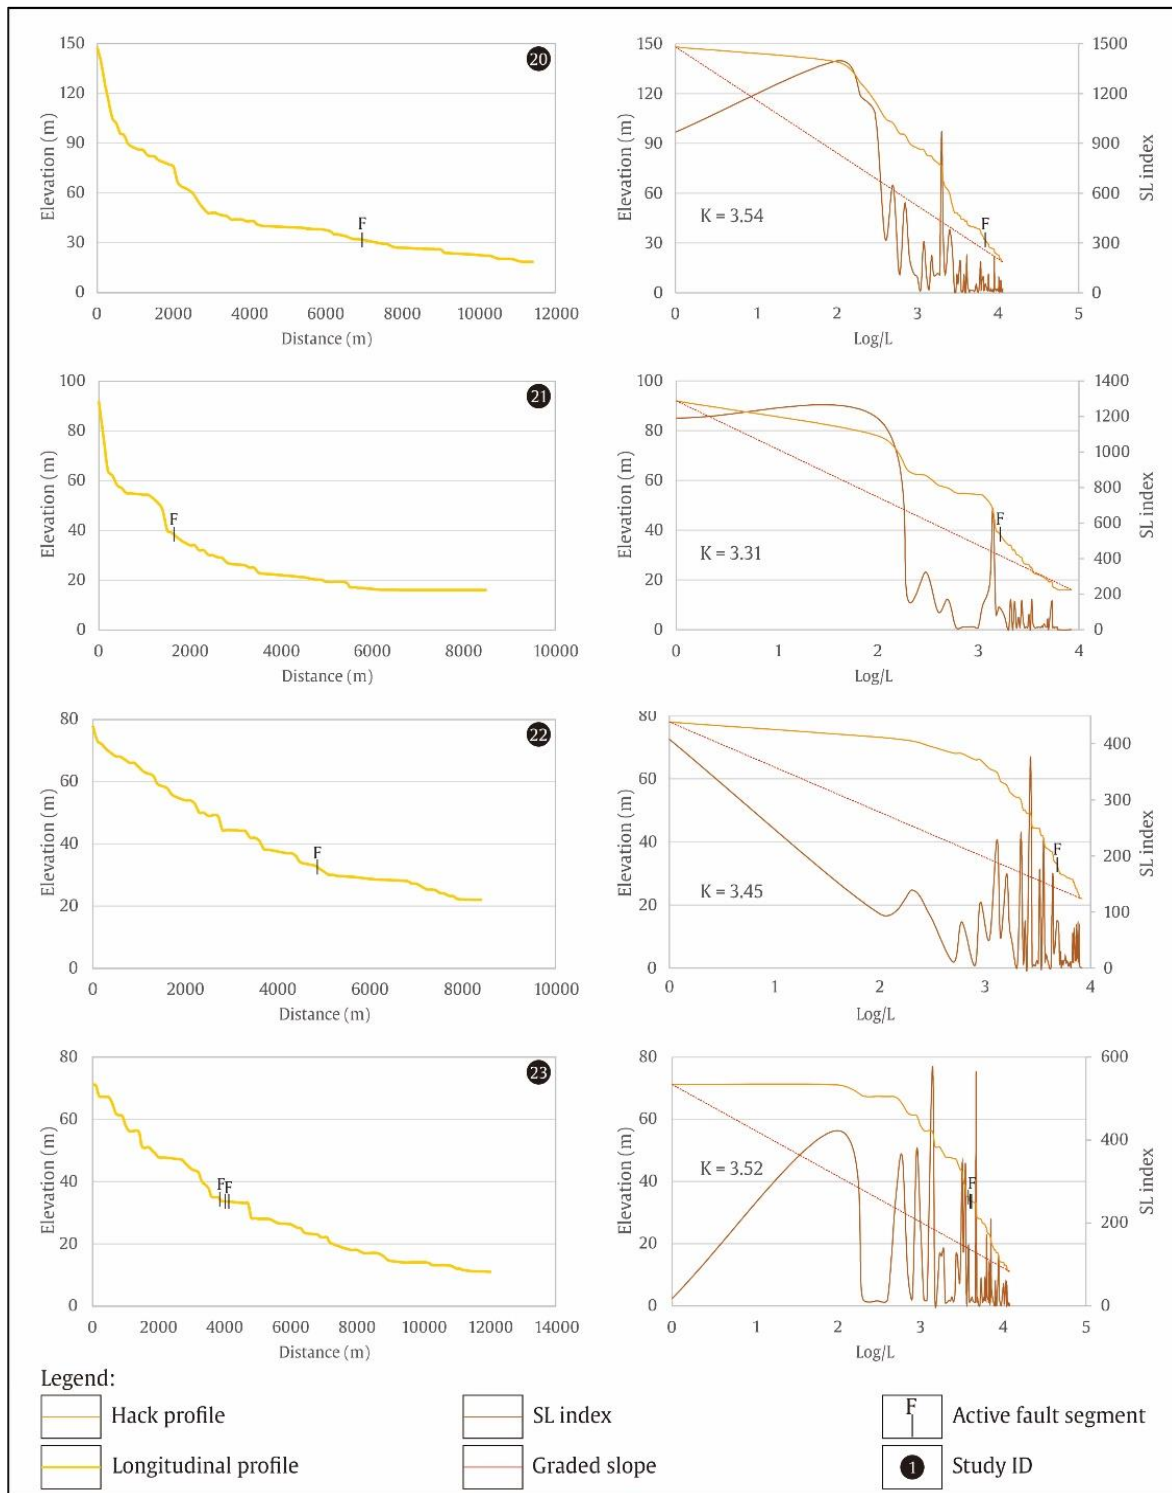 150
120
90
60
30
0
Elevation (m)
20
F
0 2000 4000 6000 8000 10000 12000
Distance (m)
150
120
90
60
30
0
Elevation (m)
K = 3.54
F
1500
1200
900
600
300
0
SL index
0 1 2 3 4 5
Log/L
100
80
60
40
20
0
Elevation (m)
21
F
0 2000 4000 6000 8000 10000
Distance (m)
100
80
60
40
20
0
Elevation (m)
K = 3.31
F
1400
1200
1000
800
600
400
200
0
SL index
0 1 2 3 4
Log/L
80
60
40
20
0
Elevation (m)
22
F
0 2000 4000 6000 8000 10000
Distance (m)
80
60
40
20
0
Elevation (m)
K = 3.45
F
400
300
200
100
0
SL index
0 1 2 3 4
Log/L
80
60
40
20
0
Elevation (m)
23
F
F
0 2000 4000 6000 8000 10000 12000 14000
Distance (m)
80
60
40
20
0
Elevation (m)
K = 3.52
F
600
400
200
0
SL index
0 1 2 3 4 5
Log/L
Legend:
Hack profile
SL index
F Active fault segment
Longitudinal profile
Graded slope
1 Study ID